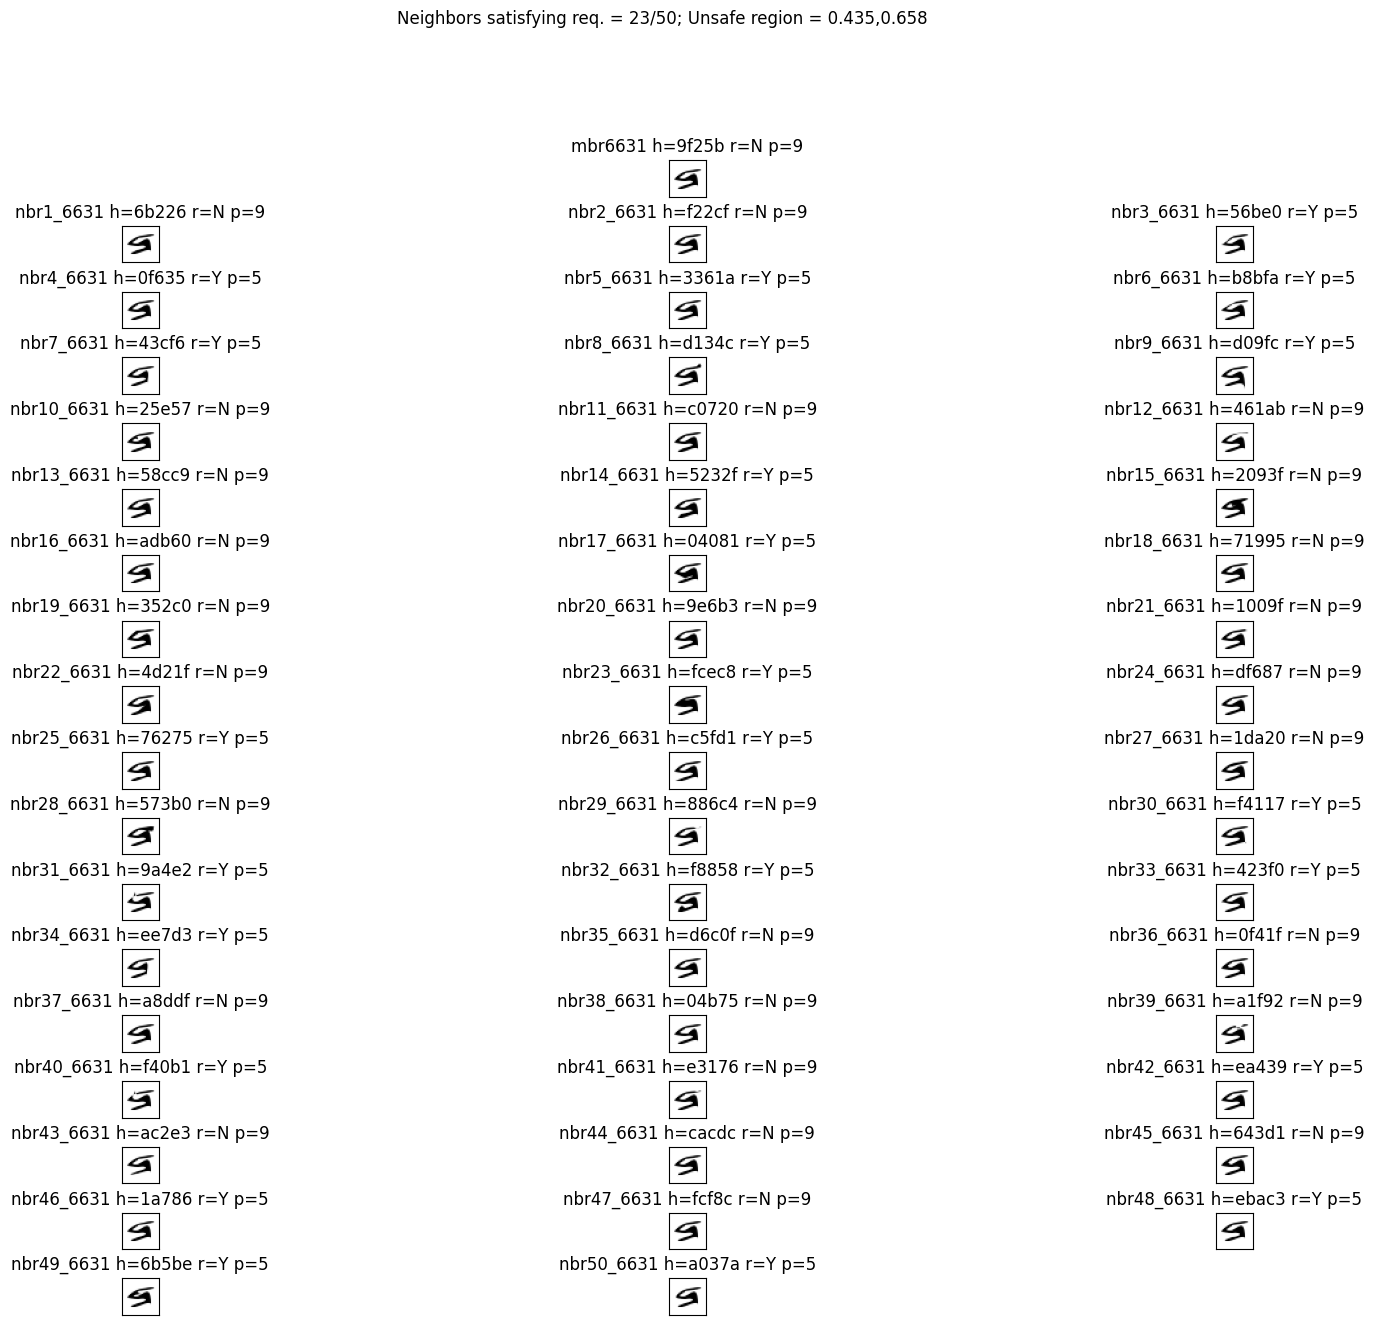 Neighbors satisfying req. = 23/50; Unsafe region = 0.435,0.658
mbr6631 h=9f25b r=N p=9
nbr1_6631 h=6b226 r=N p=9
nbr2_6631 h=f22cf r=N p=9
nbr3_6631 h=56be0 r=Y p=5
nbr4_6631 h=0f635 r=Y p=5
nbr5_6631 h=3361a r=Y p=5
nbr6_6631 h=b8bfa r=Y p=5
nbr7_6631 h=43cf6 r=Y p=5
nbr8_6631 h=d134c r=Y p=5
nbr9_6631 h=d09fc r=Y p=5
nbr10_6631 h=25e57 r=N p=9
nbr11_6631 h=c0720 r=N p=9
nbr12_6631 h=461ab r=N p=9
nbr13_6631 h=58cc9 r=N p=9
nbr14_6631 h=5232f r=Y p=5
nbr15_6631 h=2093f r=N p=9
nbr16_6631 h=adb60 r=N p=9
nbr17_6631 h=04081 r=Y p=5
nbr18_6631 h=71995 r=N p=9
nbr19_6631 h=352c0 r=N p=9
nbr20_6631 h=9e6b3 r=N p=9
nbr21_6631 h=1009f r=N p=9
nbr22_6631 h=4d21f r=N p=9
nbr23_6631 h=fcec8 r=Y p=5
nbr24_6631 h=df687 r=N p=9
nbr25_6631 h=76275 r=Y p=5
nbr26_6631 h=c5fd1 r=Y p=5
nbr27_6631 h=1da20 r=N p=9
nbr28_6631 h=573b0 r=N p=9
nbr29_6631 h=886c4 r=N p=9
nbr30_6631 h=f4117 r=Y p=5
nbr31_6631 h=9a4e2 r=Y p=5
nbr32_6631 h=f8858 r=Y p=5
nbr33_6631 h=423f0 r=Y p=5
nbr34_6631 h=ee7d3 r=Y p=5
nbr35_6631 h=d6c0f r=N p=9
nbr36_6631 h=0f41f r=N p=9
nbr37_6631 h=a8ddf r=N p=9
nbr38_6631 h=04b75 r=N p=9
nbr39_6631 h=a1f92 r=N p=9
nbr40_6631 h=f40b1 r=Y p=5
nbr41_6631 h=e3176 r=N p=9
nbr42_6631 h=ea439 r=Y p=5
nbr43_6631 h=ac2e3 r=N p=9
nbr44_6631 h=cacdc r=N p=9
nbr45_6631 h=643d1 r=N p=9
nbr46_6631 h=1a786 r=Y p=5
nbr47_6631 h=fcf8c r=N p=9
nbr48_6631 h=ebac3 r=Y p=5
nbr49_6631 h=6b5be r=Y p=5
nbr50_6631 h=a037a r=Y p=5